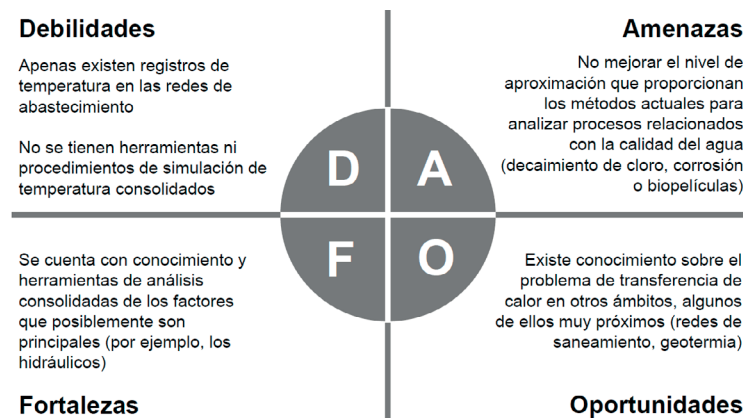 Debilidades
Apenas existen registros de
temperatura en las redes de
abastecimiento
No se tienen herramientas ni
procedimientos de simulación de
temperatura consolidados
Amenazas
No mejorar el nivel de
aproximación que proporcionan
los métodos actuales para
analizar procesos relacionados
con la calidad del agua
(decaimiento de cloro, corrosión
o biopelículas)
D
A
F
O
Se cuenta con conocimiento y
herramientas de análisis
consolidadas de los factores
que posiblemente son
principales (por ejemplo, los
hidráulicos)
Fortalezas
Existe conocimiento sobre el
problema de transferencia de
calor en otros ámbitos, algunos
de ellos muy próximos (redes de
saneamiento, geotermia)
Oportunidades